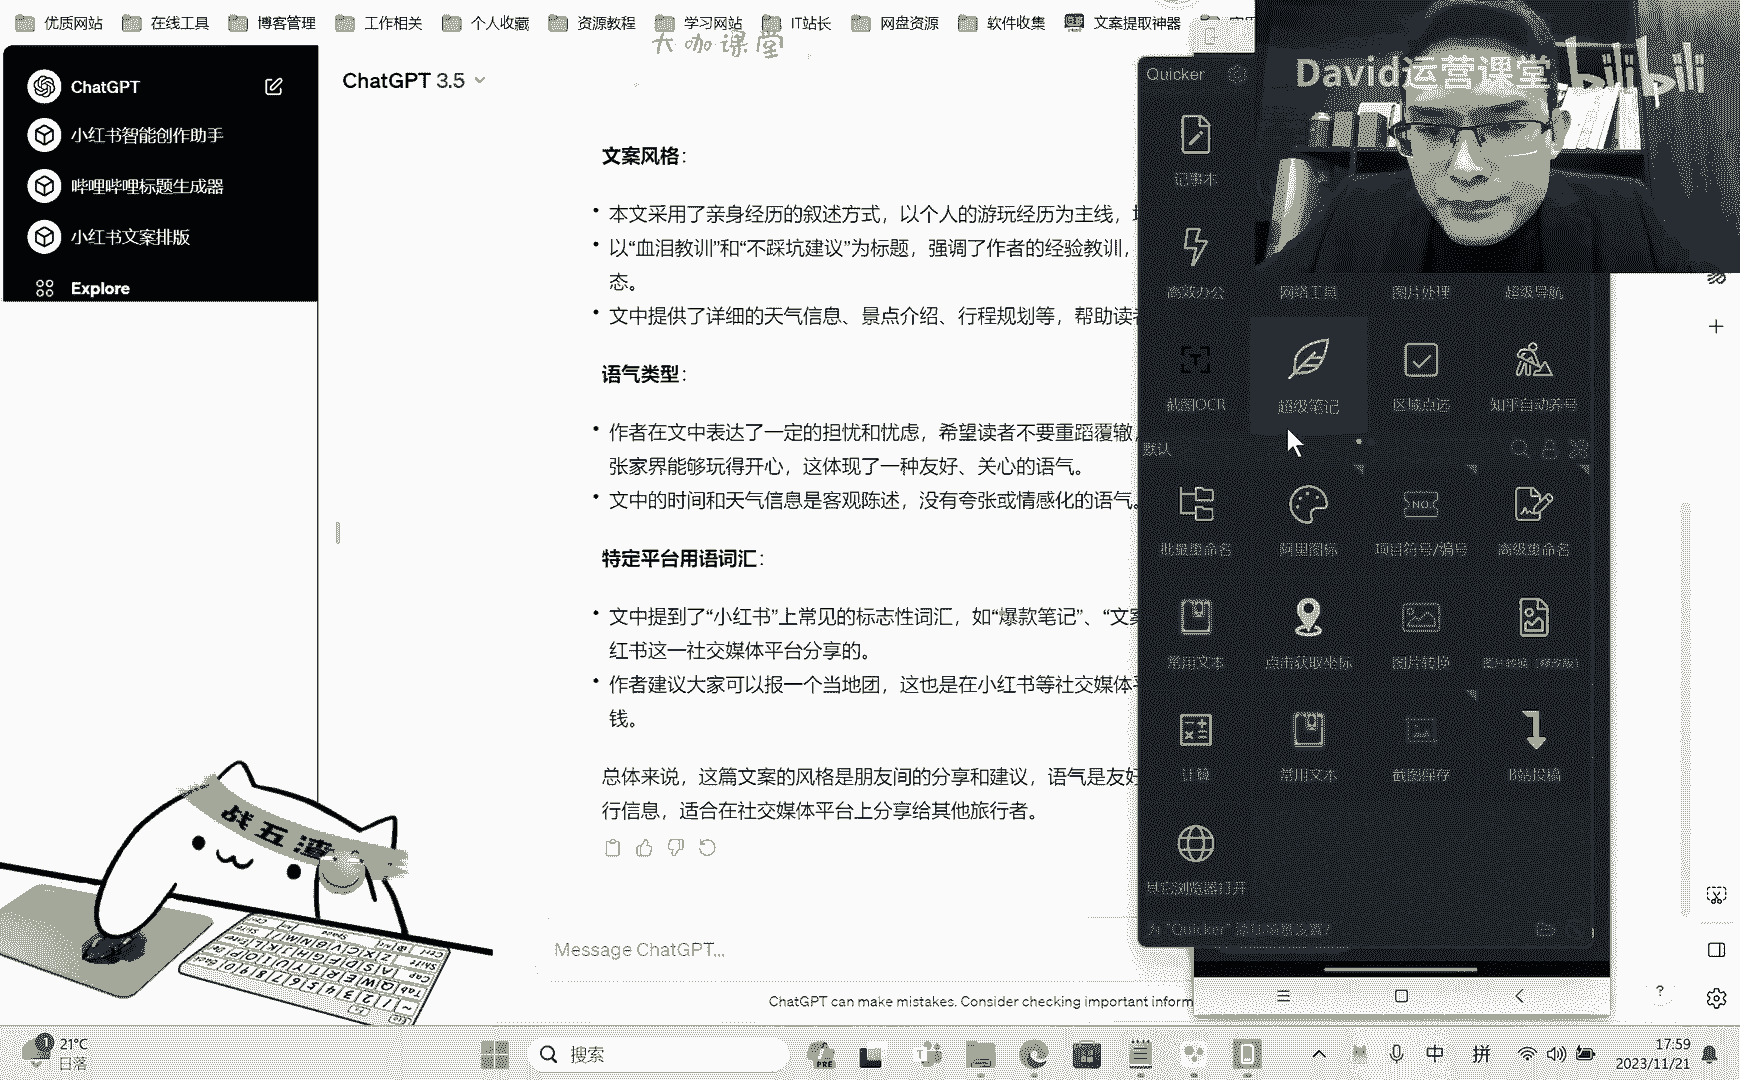 优质网站
在线工具
博客管理
工作相关
个人收藏
资源教程
学习网站
IT站长
网盘资源
软件收集
文案提取神器
大咖课堂
David运营课堂
bilibili
ChatGPT
小红书智能创作助手
哔哩哔哩标题生成器
小红书文案排版
Explore
ChatGPT 3.5
文案风格：
本文采用了亲身经历的叙述方式，以个人的游玩经历为主线，
以“血泪教训”和“不踩坑建议”为标题，强调了作者的经验教训，
态。
文中提供了详细的天气信息、景点介绍、行程规划等，帮助读
语气类型：
作者在文中表达了一定的担忧和忧虑，希望读者不要重蹈覆辙，
张家界能够玩得开心，这体现了一种友好、关心的语气。
文中的时间和天气信息是客观陈述，没有夸张或情感化的语气。
特定平台用语词汇：
文中提到了“小红书”上常见的标志性词汇，如“爆款笔记”、“文案
红书这一社交媒体平台分享的。
作者建议大家可以报一个当地团，这也是在小红书等社交媒体
钱。
总体来说，这篇文案的风格是朋友间的分享和建议，语气是友好
行信息，适合在社交媒体平台上分享给其他旅行者。
Message ChatGPT...
ChatGPT can make mistakes. Consider checking important inform
Quicker
记事本
高效办公
网络工具
图片处理
超级导航
截图OCR
超级笔记
区域点选
知乎自动养号
默认
批量重命名
阿里图标
NO.
项目符号/编号
高级重命名
常用文本
点击获取坐标
图片转换
计算
常用文本
截图保存
B站投稿
其它浏览器打开
战五渣
21°C
日落
搜索
PRE
中
拼
17:59
2023/11/21